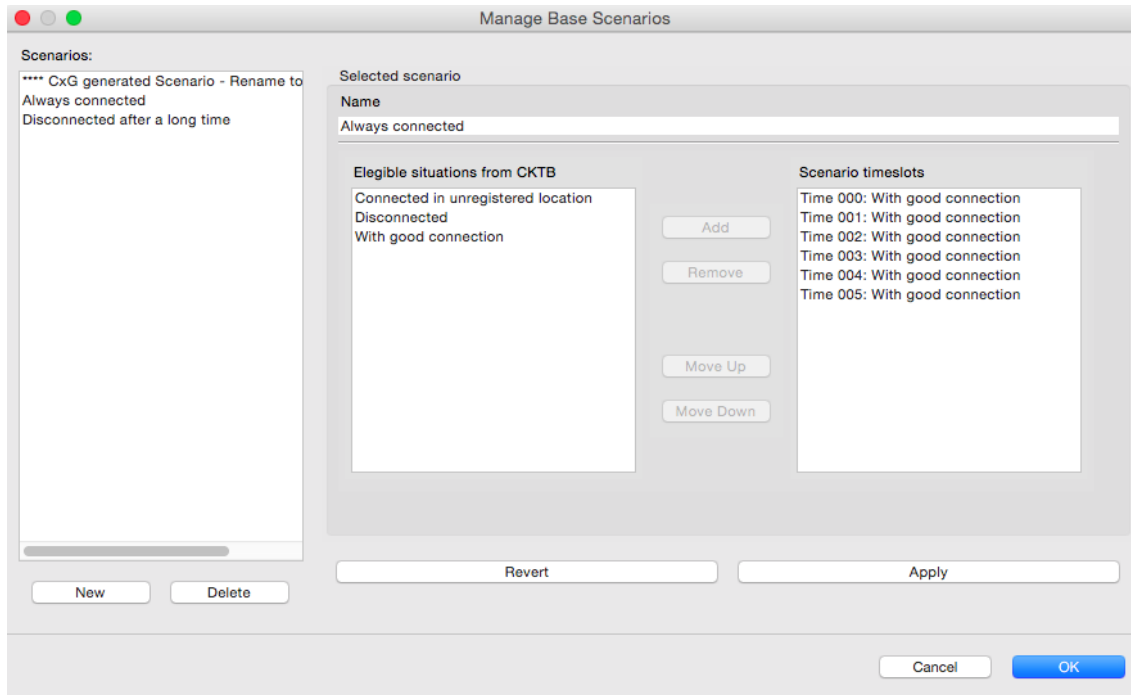 Manage Base Scenarios
Scenarios:
**** CxG generated Scenario - Rename to
Always connected
Disconnected after a long time
New
Delete
Selected scenario
Name
Always connected
Elegible situations from CKTB
Connected in unregistered location
Disconnected
With good connection
Add
Remove
Move Up
Move Down
Scenario timeslots
Time 000: With good connection
Time 001: With good connection
Time 002: With good connection
Time 003: With good connection
Time 004: With good connection
Time 005: With good connection
Revert
Apply
Cancel
OK